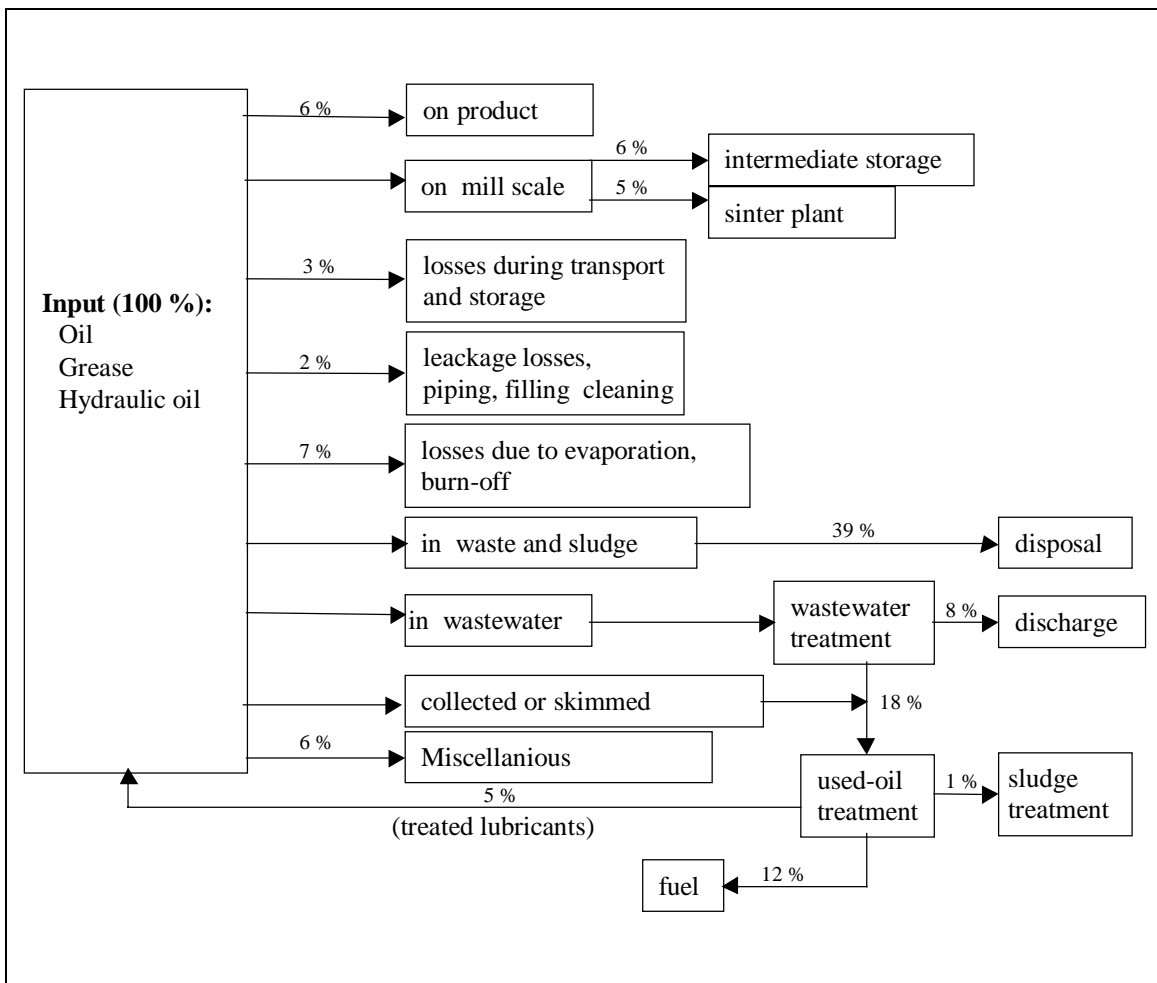 6 %
on product
on mill scale
6 %
intermediate storage
5 %
sinter plant
3 %
losses during transport
and storage
Input (100 %):
Oil
Grease
Hydraulic oil
2 %
leackage losses,
piping, filling cleaning
7 %
losses due to evaporation,
burn-off
in waste and sludge
39 %
disposal
in wastewater
wastewater
treatment
8 %
discharge
collected or skimmed
18 %
6 %
Miscellanious
used-oil
treatment
1 %
sludge
treatment
5 %
(treated lubricants)
fuel
12 %